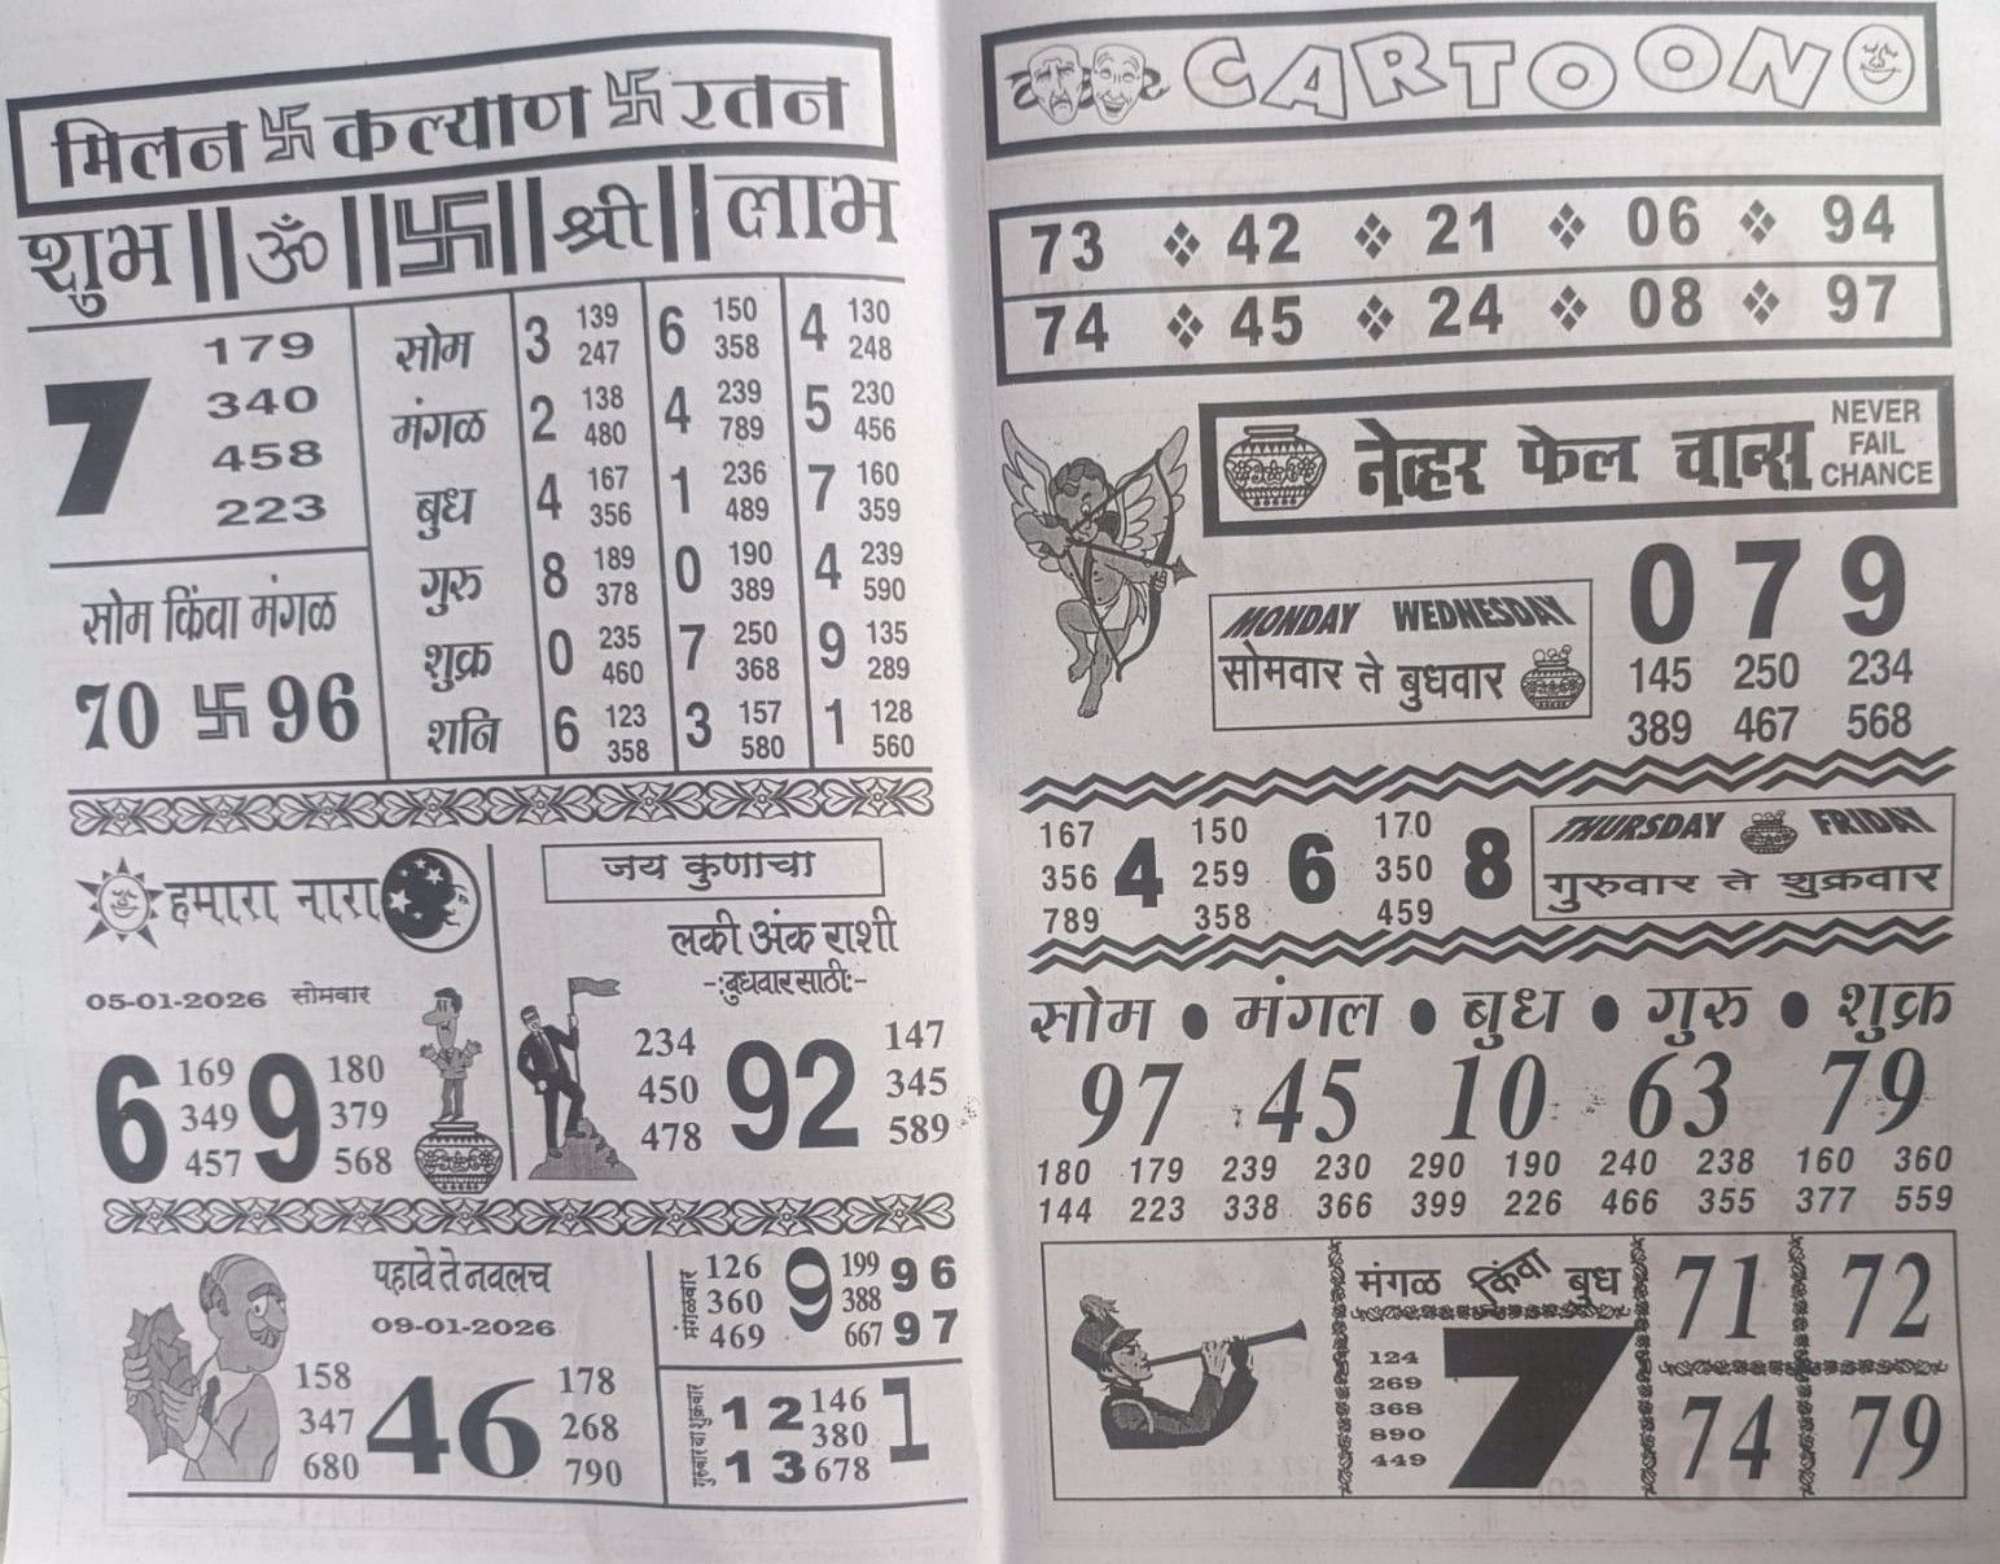 मिलन 卐 कल्याण 卐 रतन
शुभ || ॐ || 卐 || श्री || लाभ
7
179
340
458
223
सोम किंवा मंगळ
70 卐 96
सोम 3 139 247 6 150 358 4 130 248
मंगळ 2 138 480 4 239 789 5 230 456
बुध 4 167 356 1 236 489 7 160 359
गुरु 8 189 378 0 190 389 4 239 590
शुक्र 0 235 460 7 250 368 9 135 289
शनि 6 123 358 3 157 580 1 128 560
हमारा नारा
05-01-2026 सोमवार
6 169 349 457 9 180 379 568
जय कुणाचा
लकी अंक राशी
-:बुधवारसाठी:-
234 450 478 92 147 345 589
पहावे ते नवलच
09-01-2026
158 347 680 46 178 268 790
मंगळवार 126 360 469 9 199 388 667 96 97
गुरुवार वा शुक्रवार 12 13 146 380 678 1
CARTOON
73 ❖ 42 ❖ 21 ❖ 06 ❖ 94
74 ❖ 45 ❖ 24 ❖ 08 ❖ 97
नेव्हर फेल चान्स
NEVER
FAIL
CHANCE
MONDAY WEDNESDAY
सोमवार ते बुधवार
0 7 9
145 250 234
389 467 568
167 356 789 4 150 259 358 6 170 350 459 8
THURSDAY FRIDAY
गुरुवार ते शुक्रवार
सोम ● मंगल ● बुध ● गुरु ● शुक्र
97 45 10 63 79
180 179 239 230 290 190 240 238 160 360
144 223 338 366 399 226 466 355 377 559
मंगळ किंवा बुध
124
269
368
890
449
7
71 72
74 79